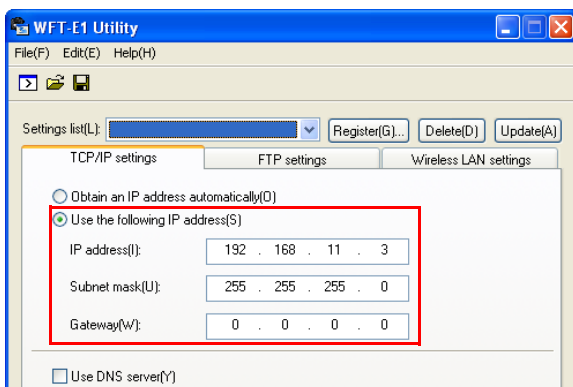 WFT-E1 Utility
File(F) Edit(E) Help(H)
Settings list(L): Register(G)... Delete(D) Update(A)
TCP/IP settings FTP settings Wireless LAN settings
Obtain an IP address automatically(O)
Use the following IP address(S)
IP address(I): 192 . 168 . 11 . 3
Subnet mask(U): 255 . 255 . 255 . 0
Gateway(W): 0 . 0 . 0 . 0
Use DNS server(Y)